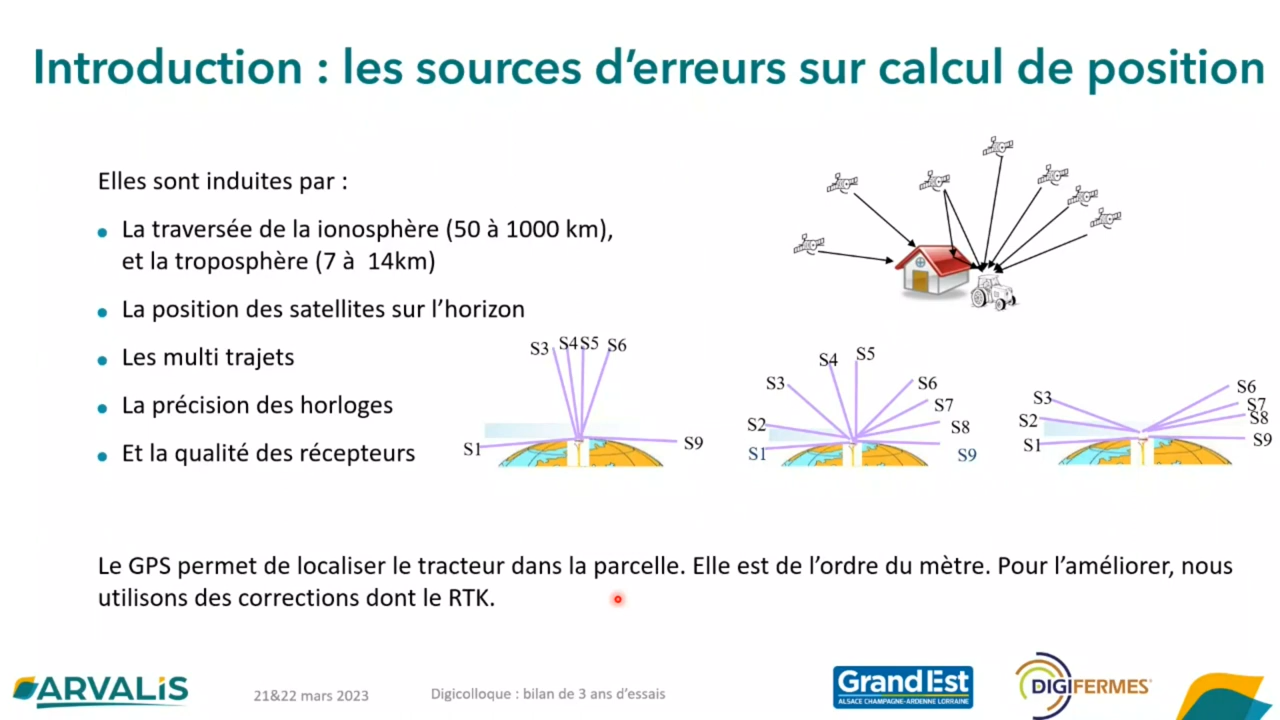 Introduction : les sources d’erreurs sur calcul de position
Elles sont induites par :
La traversée de la ionosphère (50 à 1000 km),
et la troposphère (7 à 14km)
La position des satellites sur l’horizon
Les multi trajets
La précision des horloges
Et la qualité des récepteurs
S3 S4 S5 S6
S1 S9
S4 S5
S3 S6
S7
S2 S8
S1 S9
S3 S6
S7
S2 S8
S1 S9
Le GPS permet de localiser le tracteur dans la parcelle. Elle est de l’ordre du mètre. Pour l’améliorer, nous
utilisons des corrections dont le RTK.
ARVALIS
21&22 mars 2023
Digicolloque : bilan de 3 ans d’essais
GrandEst
ALSACE CHAMPAGNE-ARDENNE LORRAINE
DIGIFERMES®